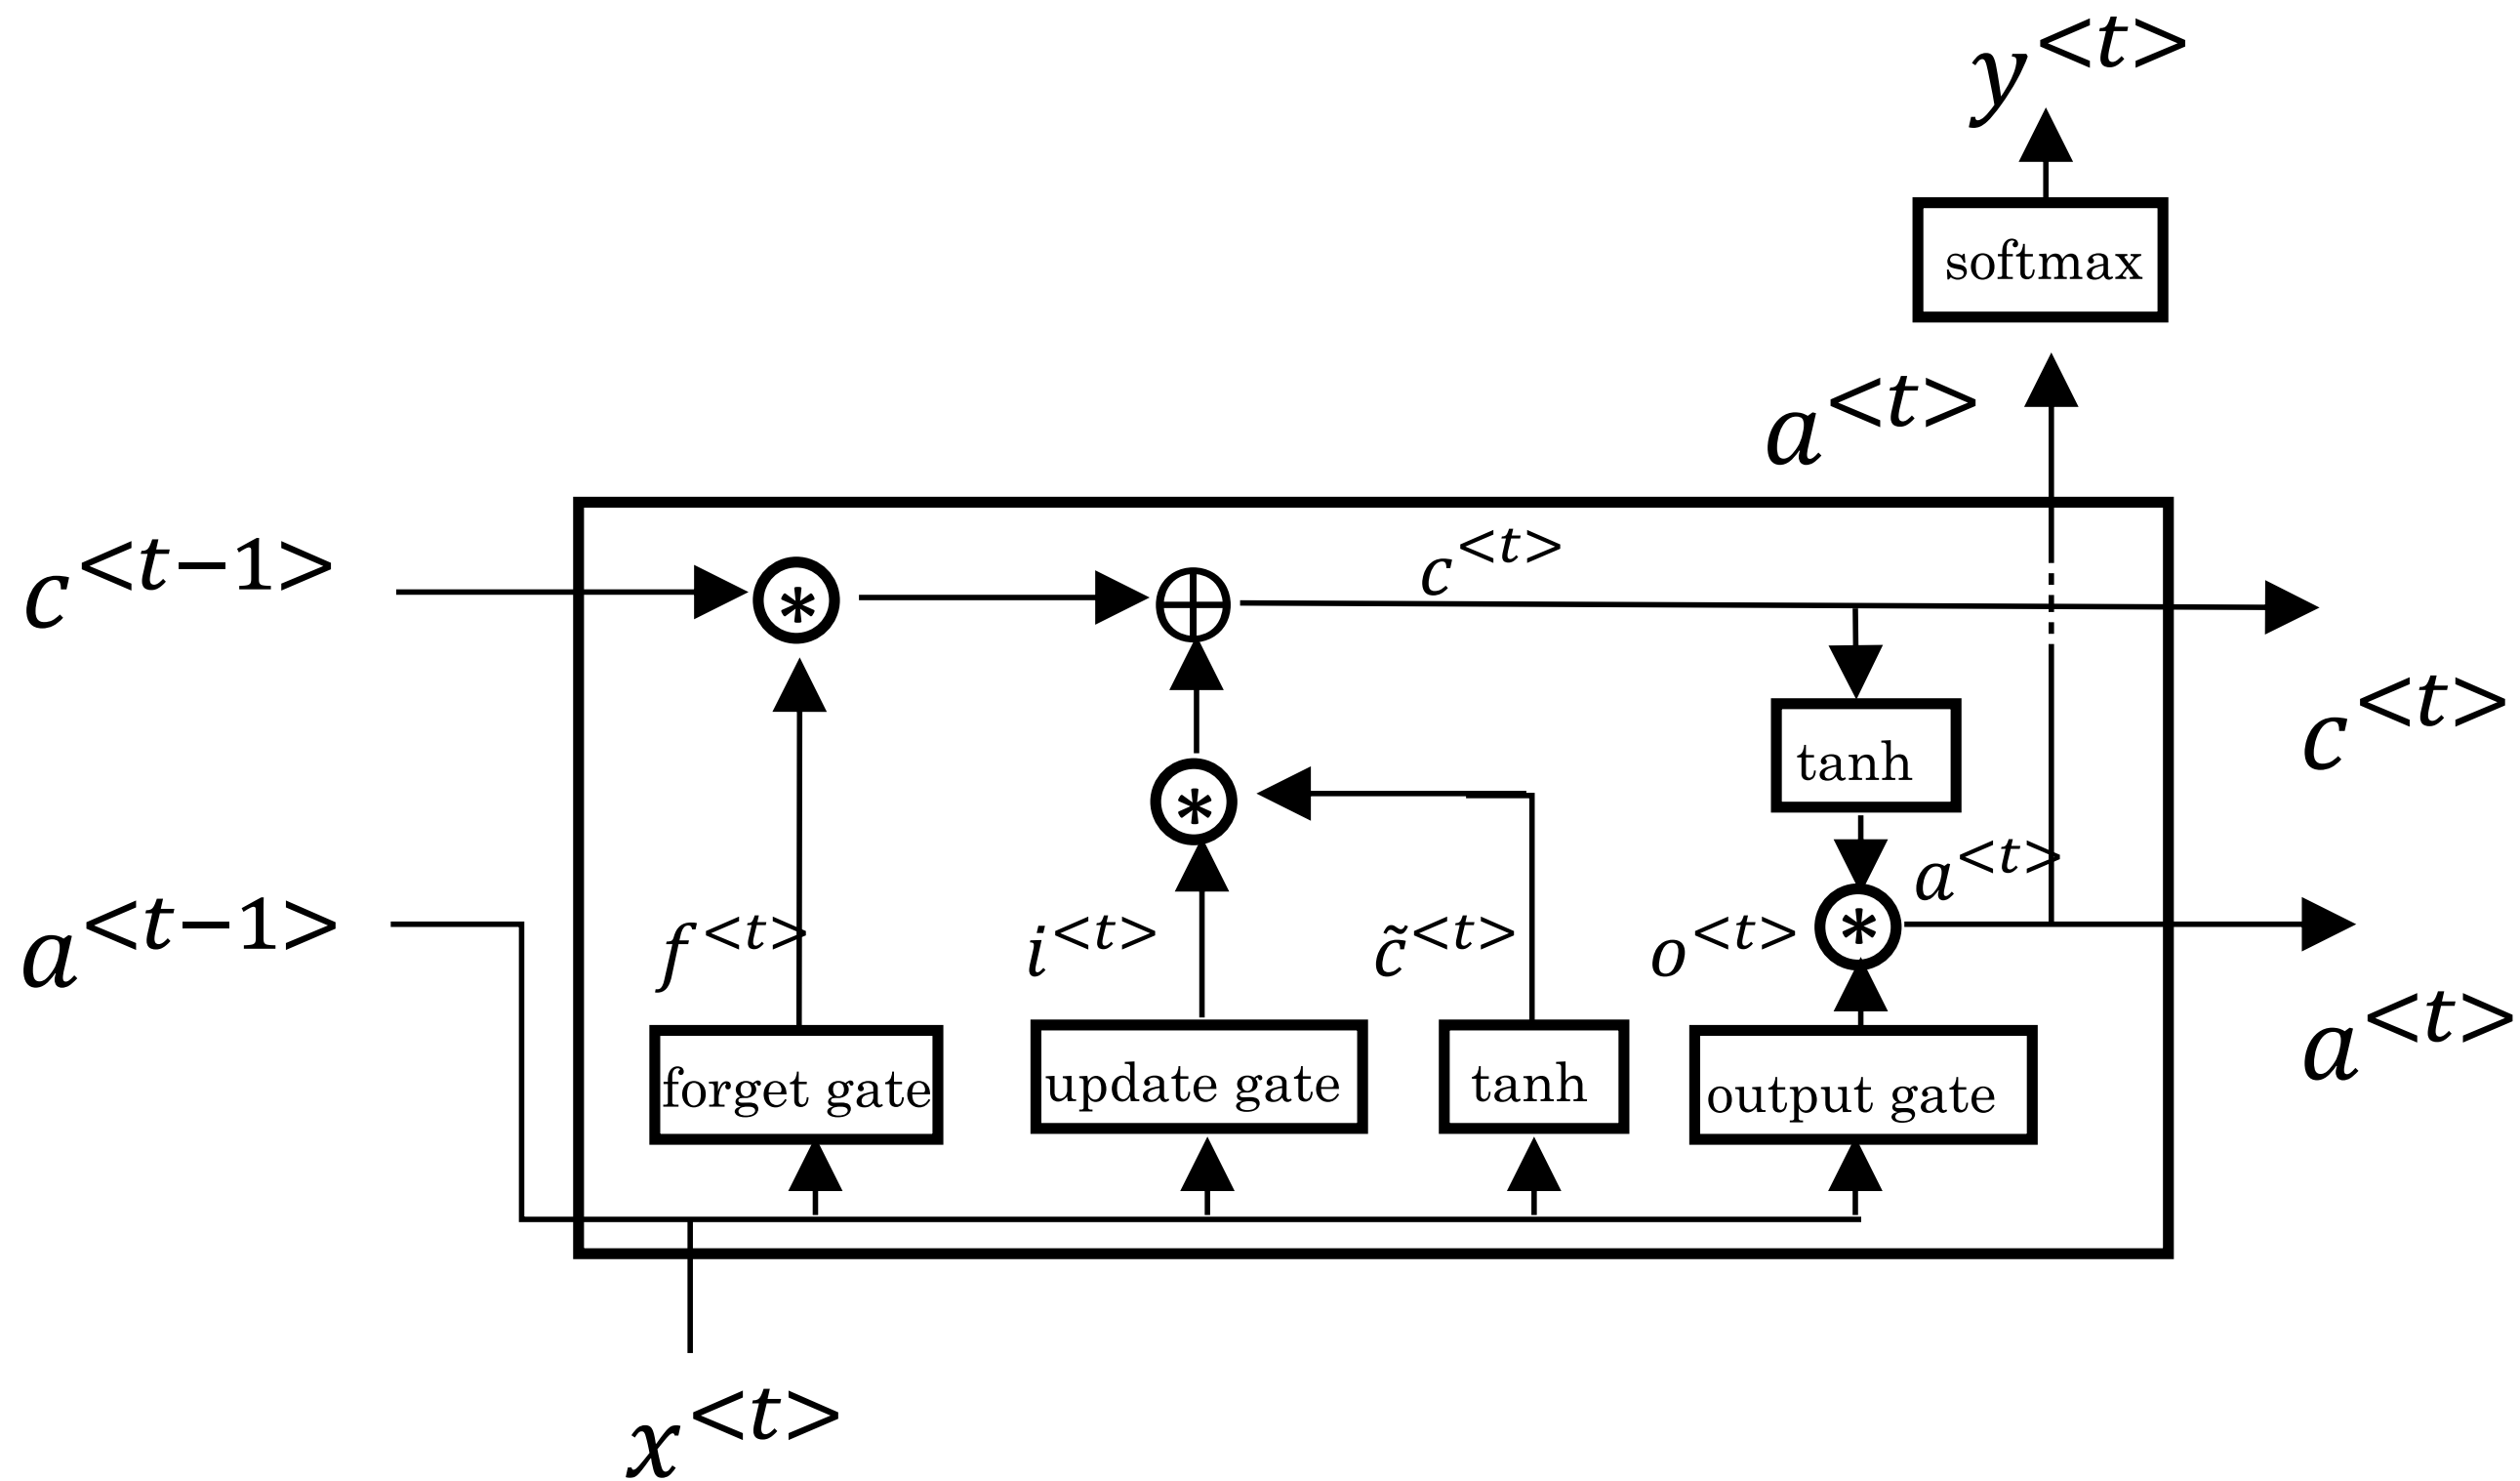 y<t>
softmax
a<t>
c<t-1>
c<t>
*
*
tanh
c<t>
a<t-1>
f<t>
i<t>
c̃<t>
o<t>
*
a<t>
a<t>
forget gate
update gate
tanh
output gate
x<t>